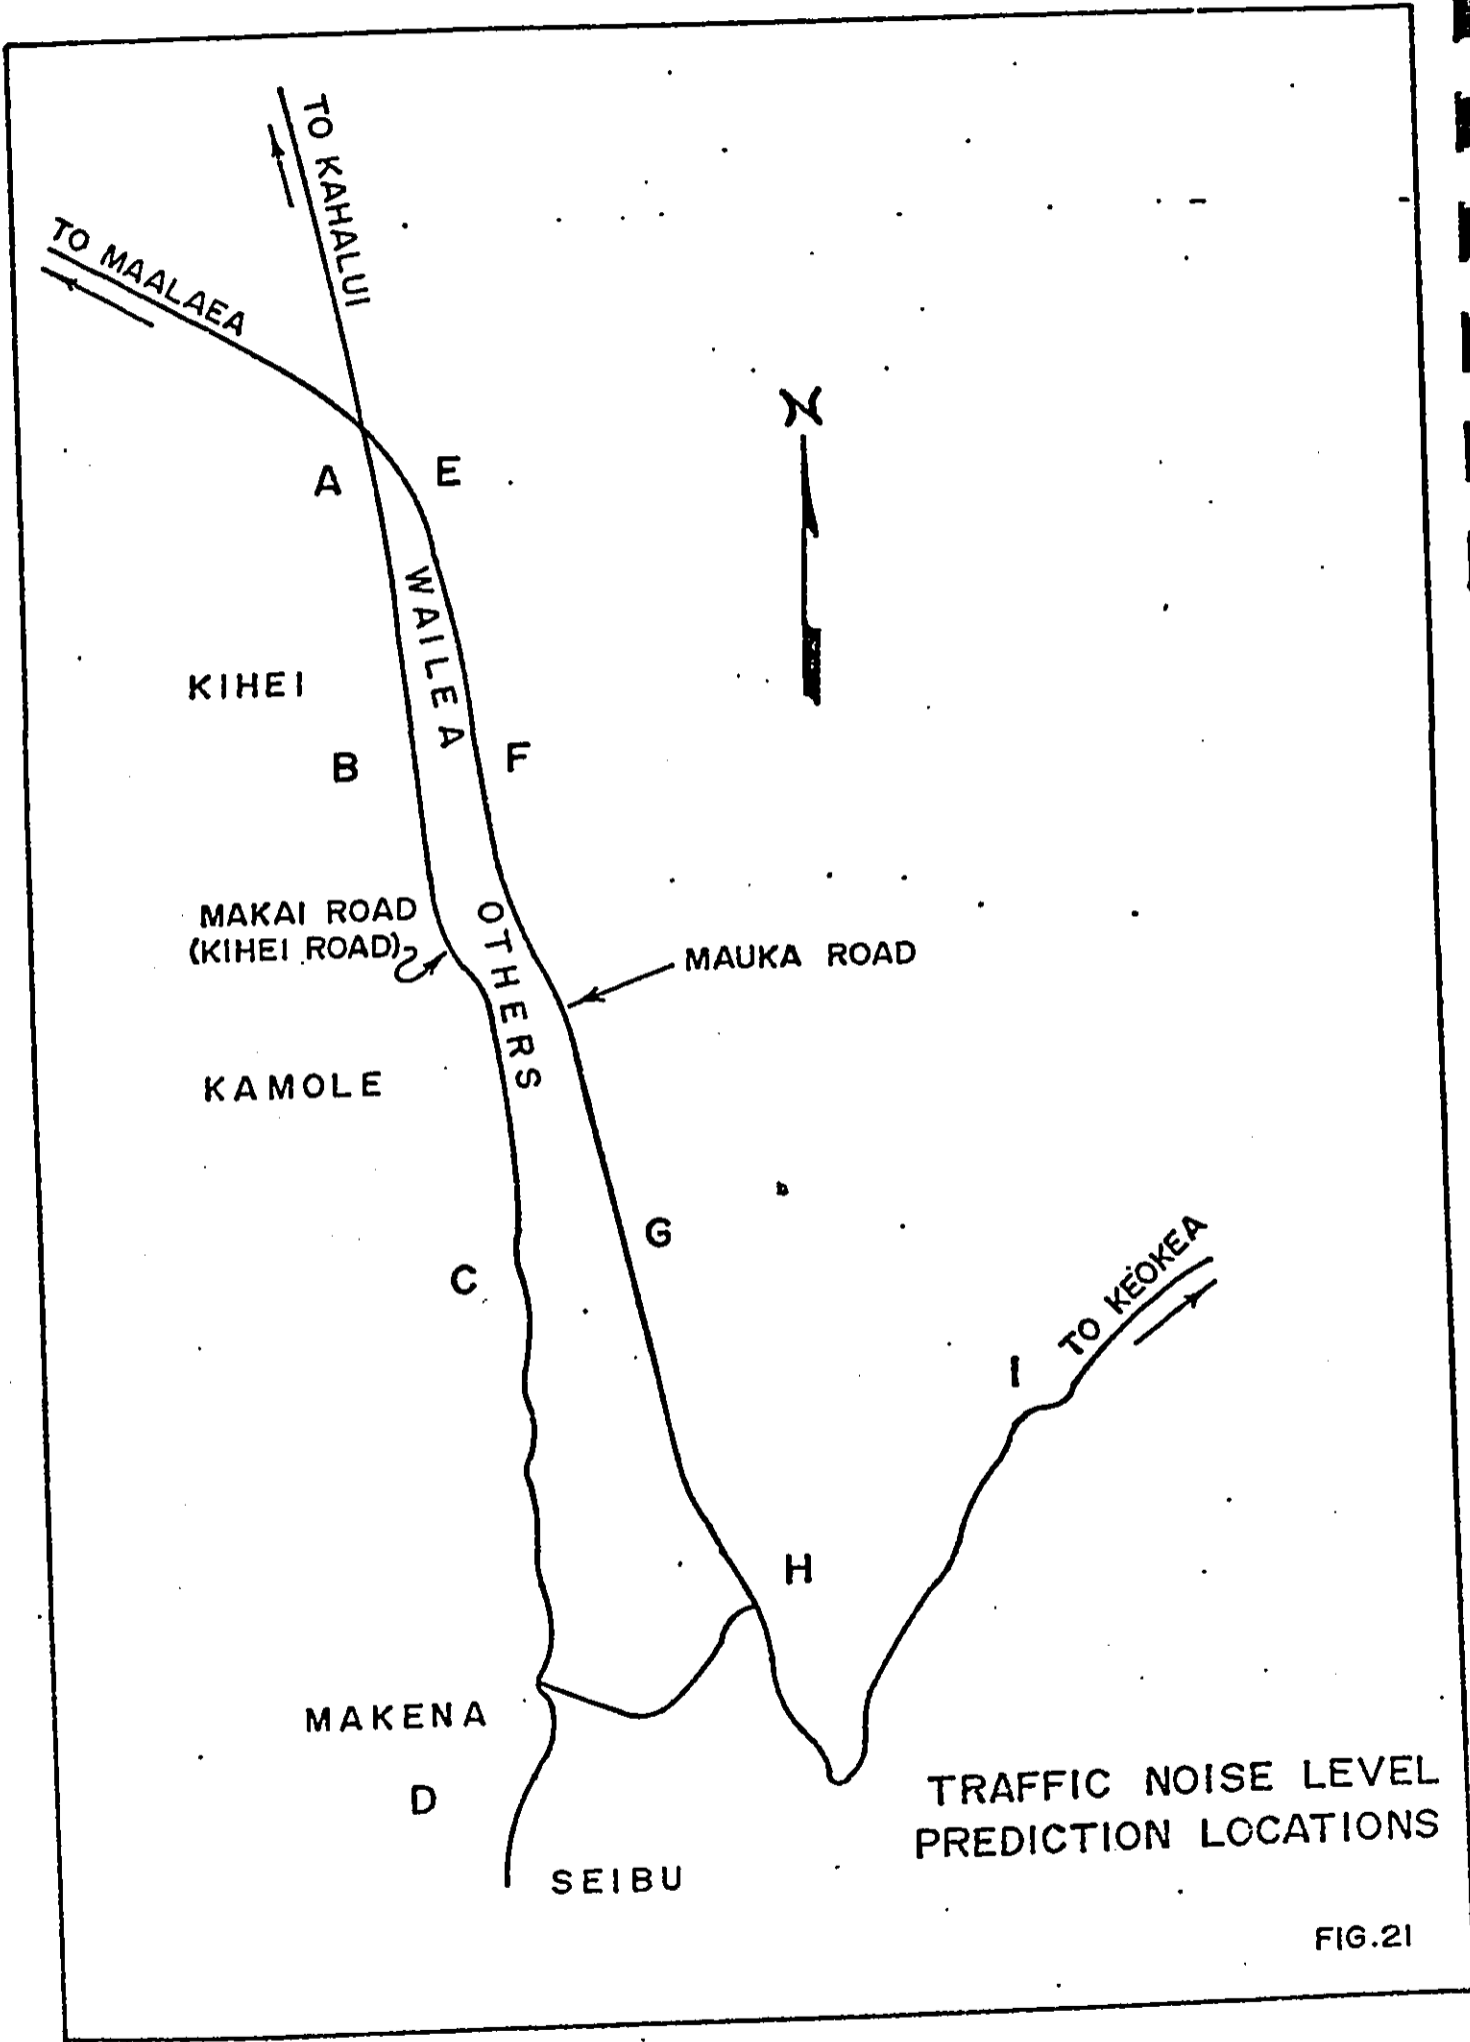 TO KAHALUI
TO MAALAEA
N
A
E
WAILEA
KIHEI
B
F
MAKAI ROAD
(KIHEI ROAD)
OTHERS
MAUKA ROAD
KAMOLE
G
C
TO KEOKEA
I
H
MAKENA
D
SEIBU
TRAFFIC NOISE LEVEL
PREDICTION LOCATIONS
FIG.21